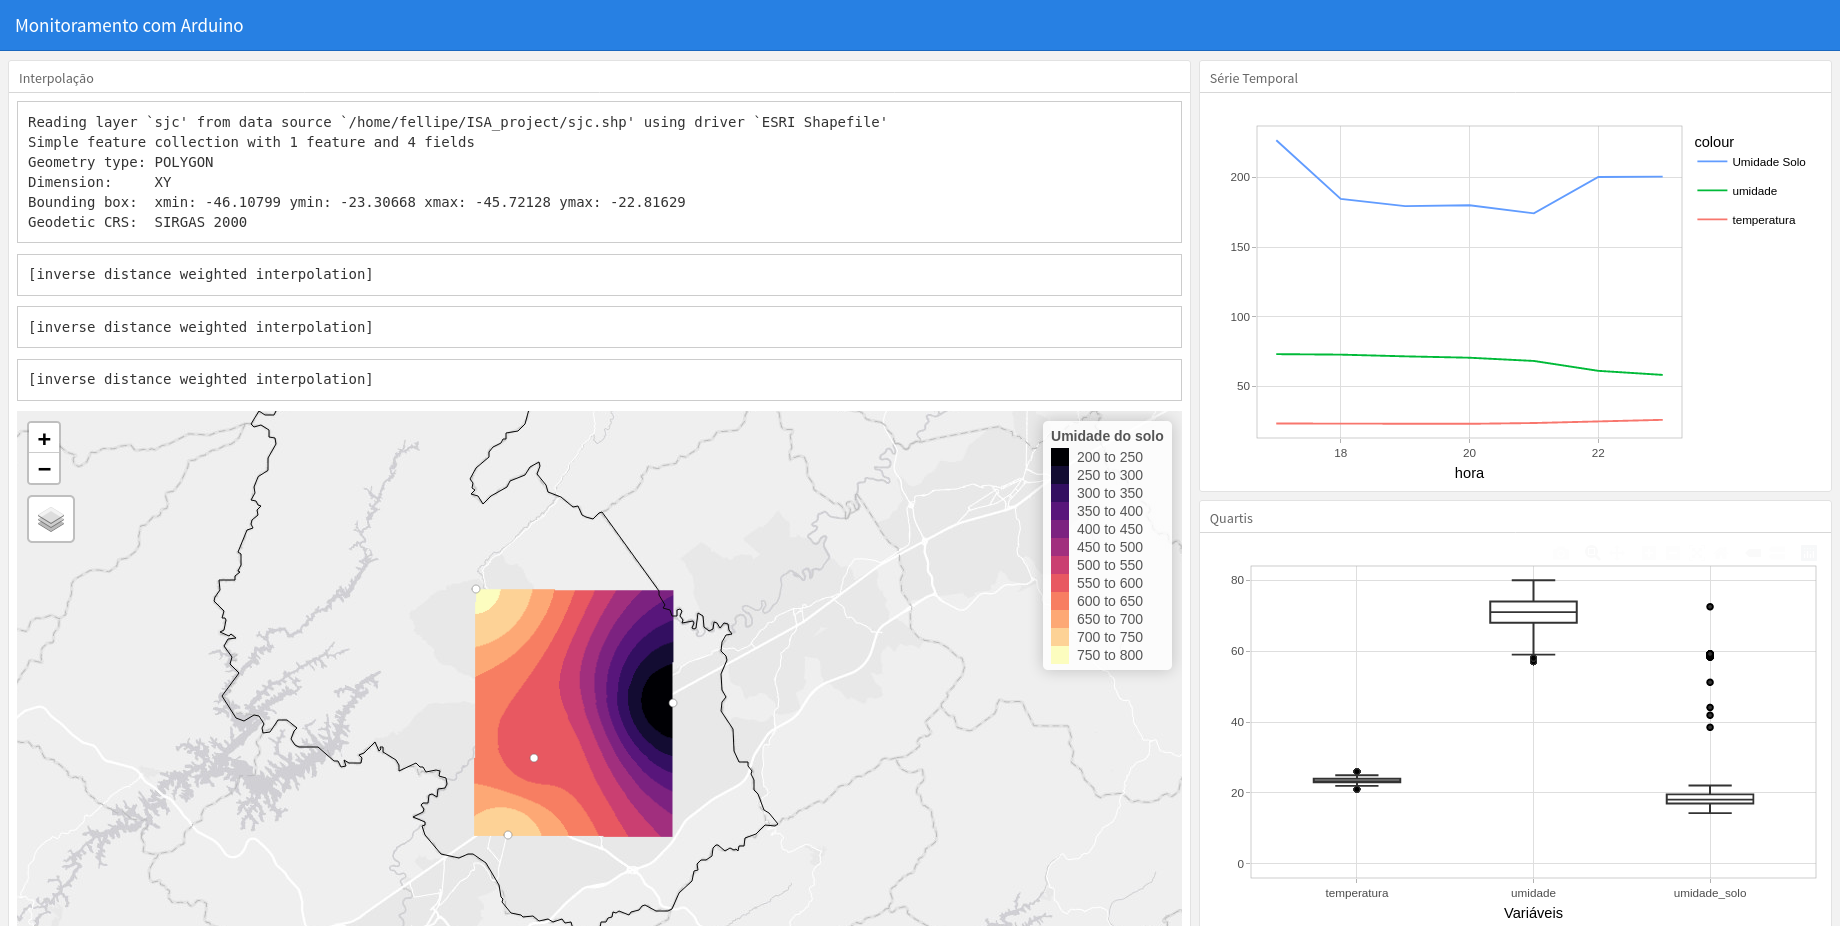 Monitoramento com Arduino
Interpolação
Reading layer `sjc' from data source `/home/fellipe/ISA_project/sjc.shp' using driver `ESRI Shapefile'
Simple feature collection with 1 feature and 4 fields
Geometry type: POLYGON
Dimension:     XY
Bounding box:  xmin: -46.10799 ymin: -23.30668 xmax: -45.72128 ymax: -22.81629
Geodetic CRS:  SIRGAS 2000
[inverse distance weighted interpolation]
[inverse distance weighted interpolation]
[inverse distance weighted interpolation]
+
−
Umidade do solo
200 to 250
250 to 300
300 to 350
350 to 400
400 to 450
450 to 500
500 to 550
550 to 600
600 to 650
650 to 700
700 to 750
750 to 800
Série Temporal
200
150
100
50
18 20 22
hora
colour
Umidade Solo
umidade
temperatura
Quartis
80
60
40
20
0
temperatura umidade umidade_solo
Variáveis